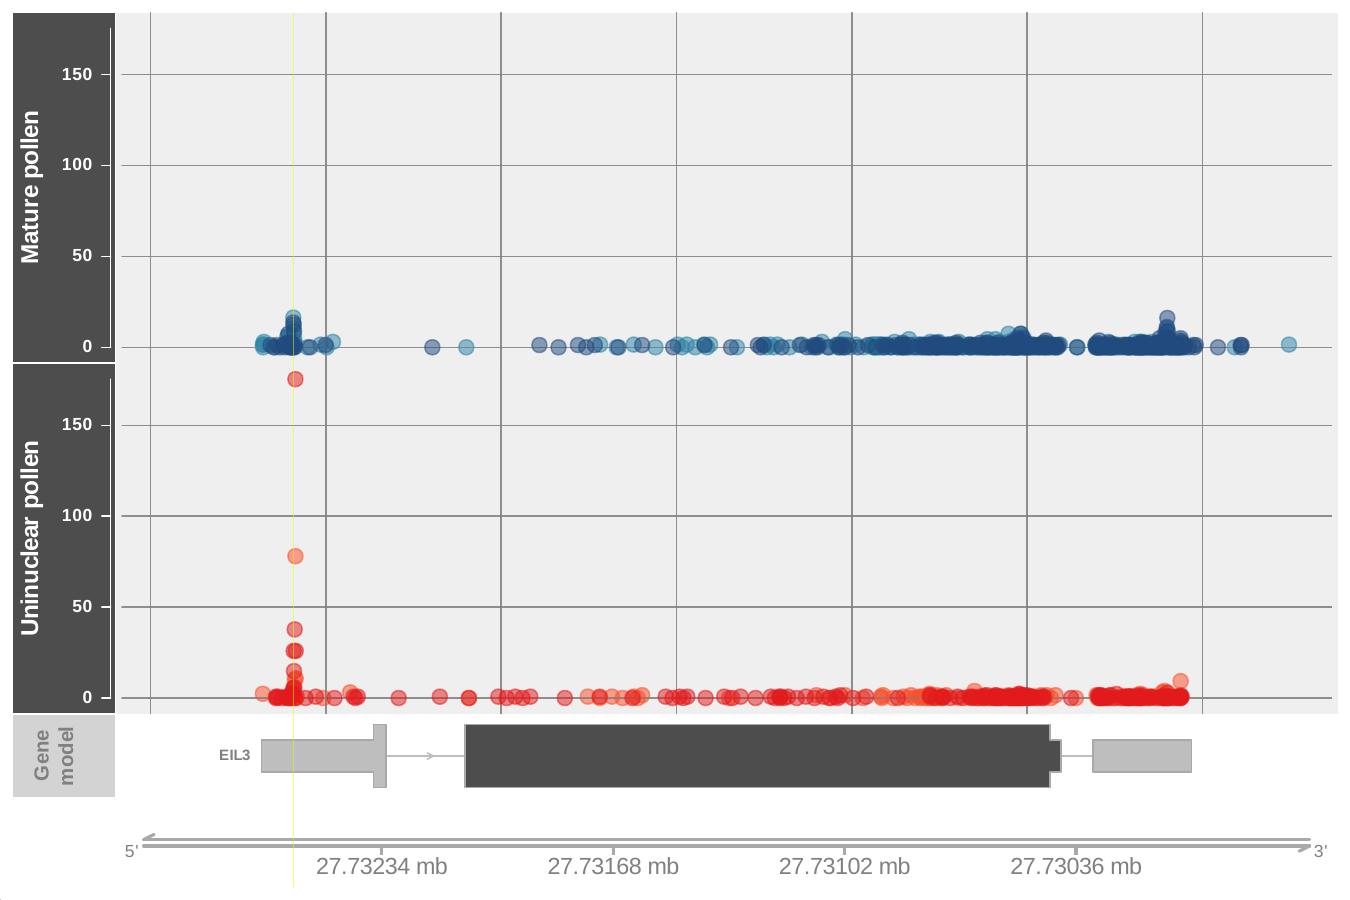 Mature pollen
150
100
50
0
Uninuclear pollen
150
100
50
0
Gene
model
EIL3
5'
3'
27.73234 mb
27.73168 mb
27.73102 mb
27.73036 mb